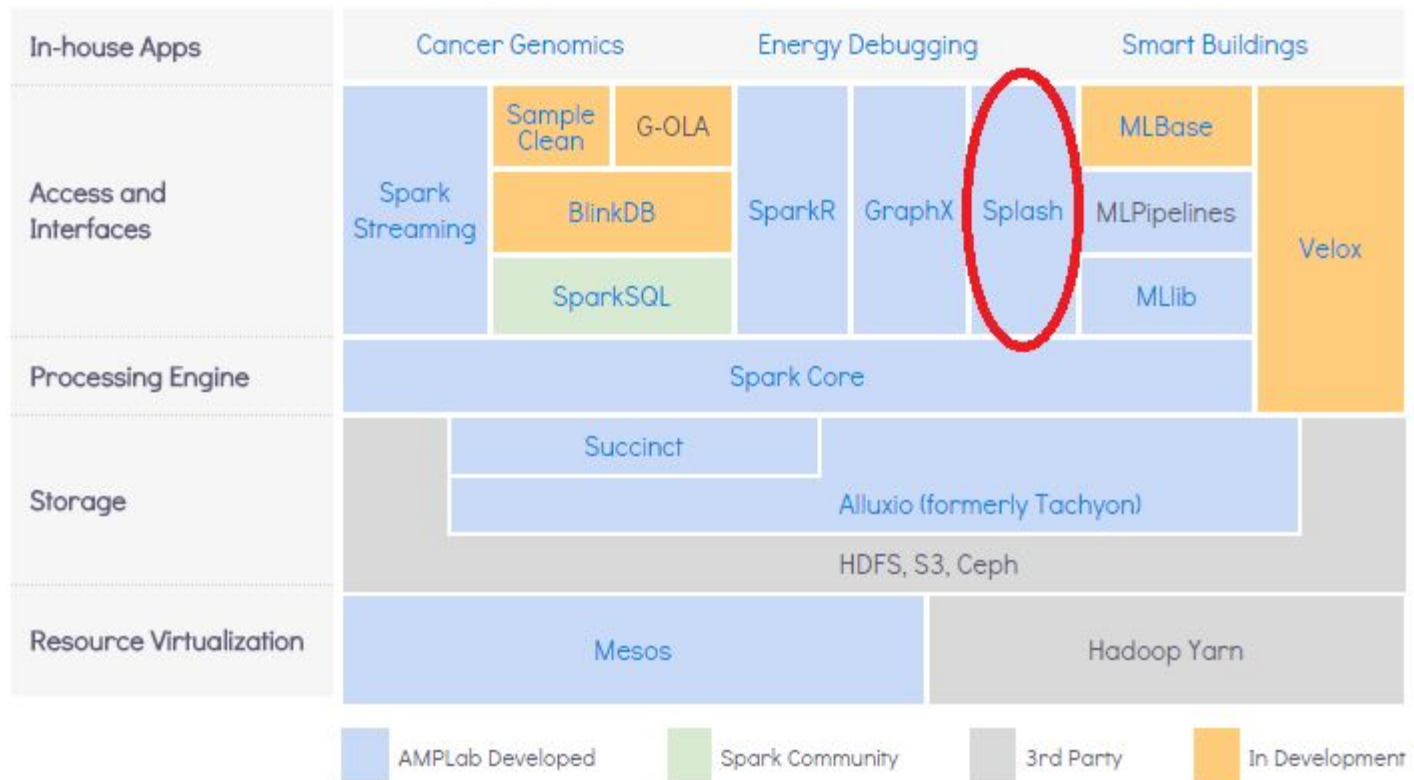 In-house Apps
Cancer Genomics
Energy Debugging
Smart Buildings
Access and
Interfaces
Spark
Streaming
Sample
Clean
G-OLA
BlinkDB
SparkSQL
SparkR
GraphX
Splash
MLBase
MLPipelines
MLlib
Velox
Processing Engine
Spark Core
Storage
Succinct
Alluxio (formerly Tachyon)
HDFS, S3, Ceph
Resource Virtualization
Mesos
Hadoop Yarn
AMPLab Developed
Spark Community
3rd Party
In Development